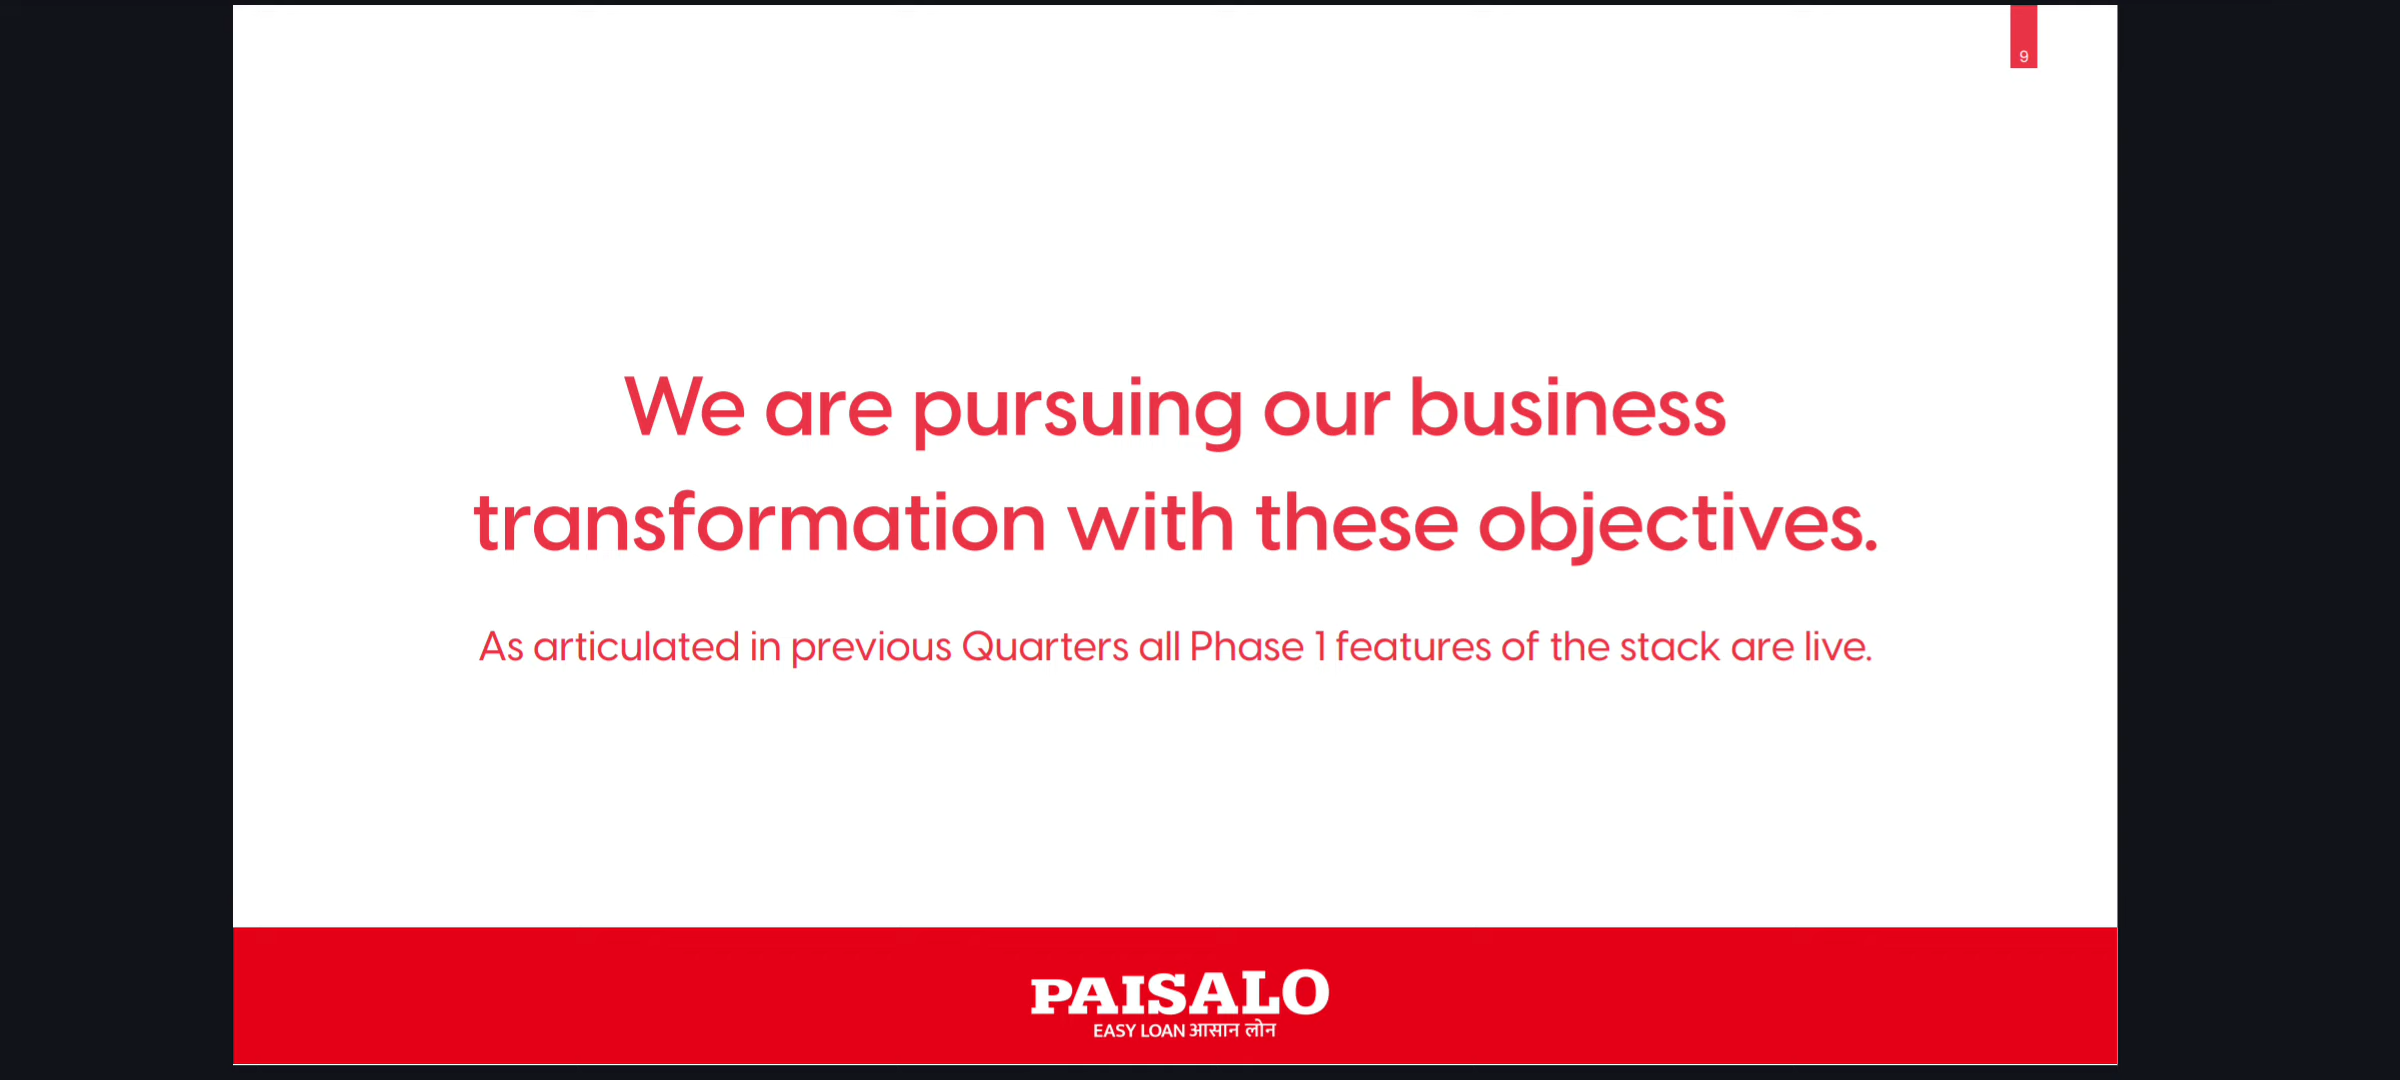 9
We are pursuing our business
transformation with these objectives.
As articulated in previous Quarters all Phase 1 features of the stack are live.
PAISALO
EASY LOAN आसान लोन